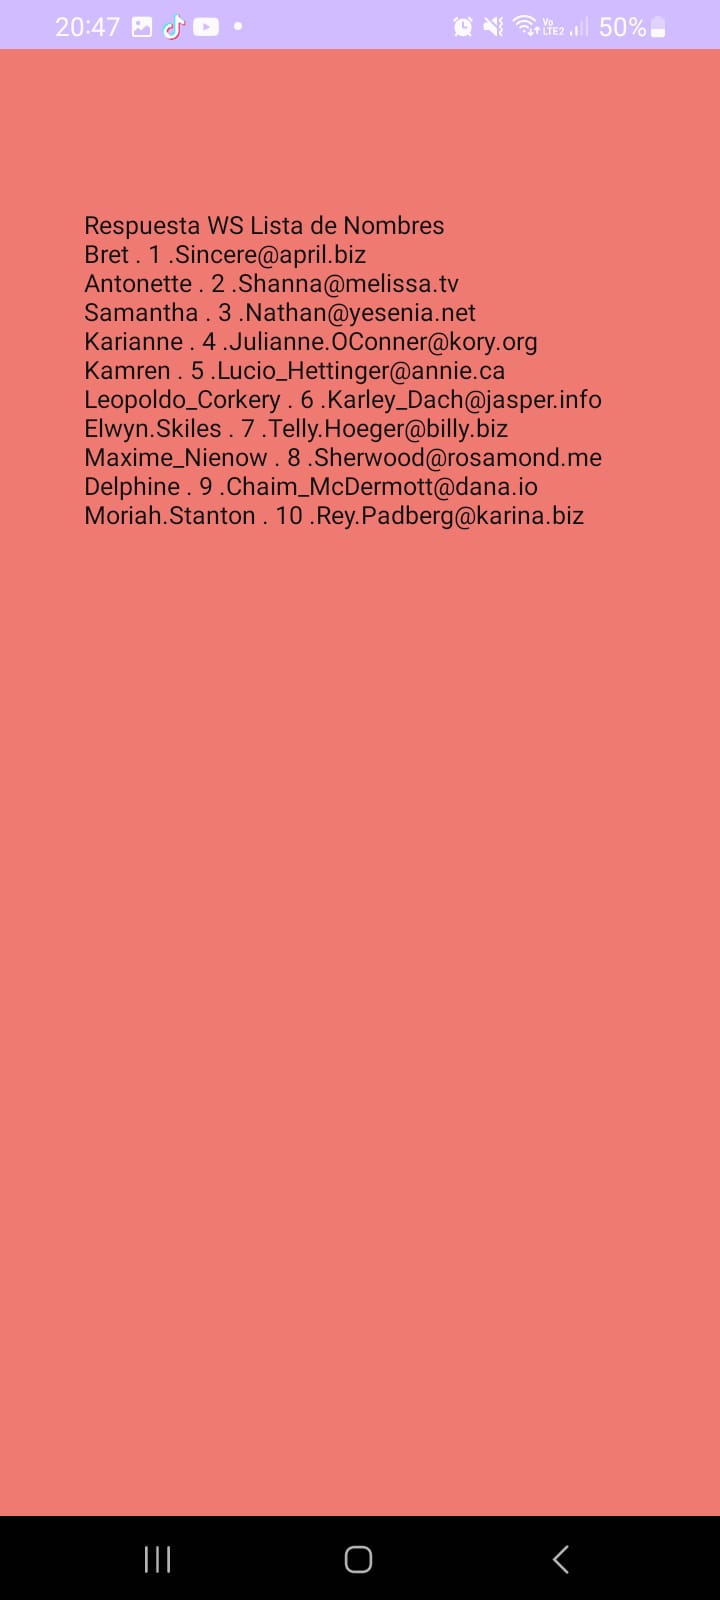 20:47 Vo LTE2 50%
Respuesta WS Lista de Nombres
Bret . 1 .Sincere@april.biz
Antonette . 2 .Shanna@melissa.tv
Samantha . 3 .Nathan@yesenia.net
Karianne . 4 .Julianne.OConner@kory.org
Kamren . 5 .Lucio_Hettinger@annie.ca
Leopoldo_Corkery . 6 .Karley_Dach@jasper.info
Elwyn.Skiles . 7 .Telly.Hoeger@billy.biz
Maxime_Nienow . 8 .Sherwood@rosamond.me
Delphine . 9 .Chaim_McDermott@dana.io
Moriah.Stanton . 10 .Rey.Padberg@karina.biz